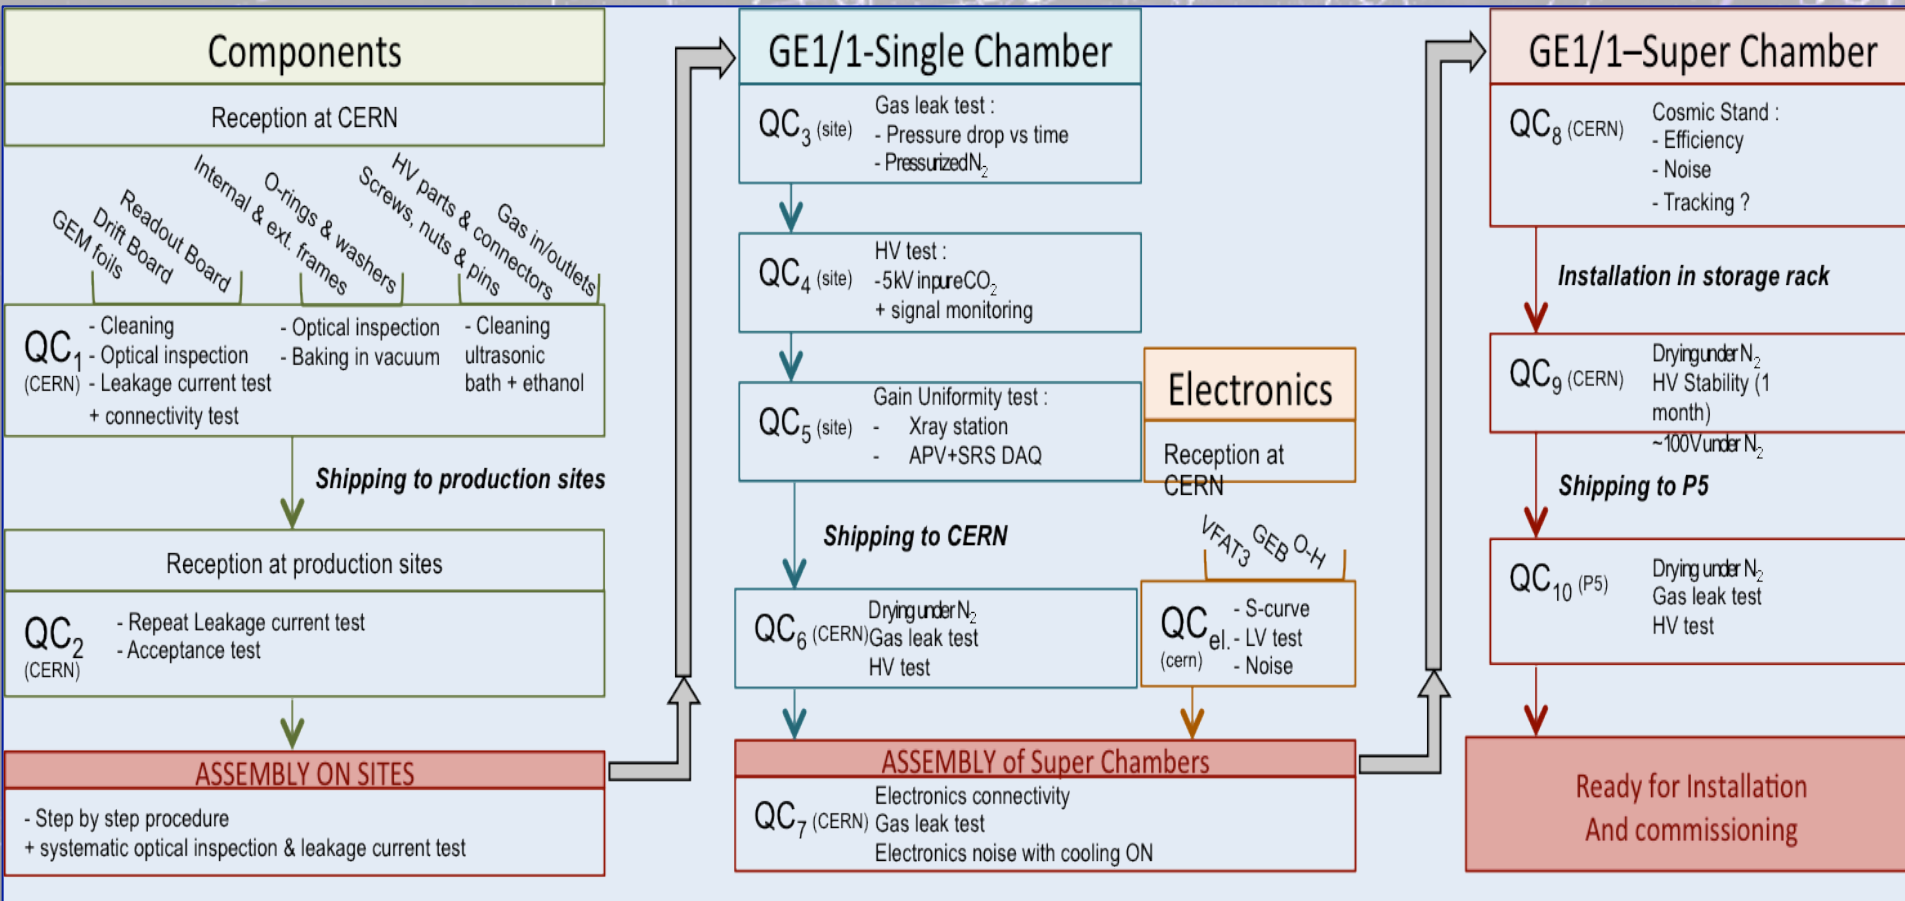 Components
Reception at CERN
GEM foils
Drift Board
Readout Board
Internal & ext. frames
O-rings & washers
Screws, nuts & pins
HV parts & connectors
Gas in/outlets
QC1 (CERN)
- Cleaning
- Optical inspection
- Leakage current test
+ connectivity test
- Optical inspection
- Baking in vacuum
- Cleaning
ultrasonic
bath + ethanol
Shipping to production sites
Reception at production sites
QC2 (CERN)
- Repeat Leakage current test
- Acceptance test
ASSEMBLY ON SITES
- Step by step procedure
+ systematic optical inspection & leakage current test
GE1/1-Single Chamber
QC3 (site)
Gas leak test :
- Pressure drop vs time
- Pressurized N2
QC4 (site)
HV test :
- 5kV in pure CO2
+ signal monitoring
QC5 (site)
Gain Uniformity test :
- Xray station
- APV+SRS DAQ
Shipping to CERN
QC6 (CERN)
Drying under N2
Gas leak test
HV test
Electronics
Reception at
CERN
VFAT3
GEB
O-H
QCel. (cern)
- S-curve
- LV test
- Noise
ASSEMBLY of Super Chambers
QC7 (CERN)
Electronics connectivity
Gas leak test
Electronics noise with cooling ON
GE1/1–Super Chamber
QC8 (CERN)
Cosmic Stand :
- Efficiency
- Noise
- Tracking ?
Installation in storage rack
QC9 (CERN)
Drying under N2
HV Stability (1
month)
~100V under N2
Shipping to P5
QC10 (P5)
Drying under N2
Gas leak test
HV test
Ready for Installation
And commissioning